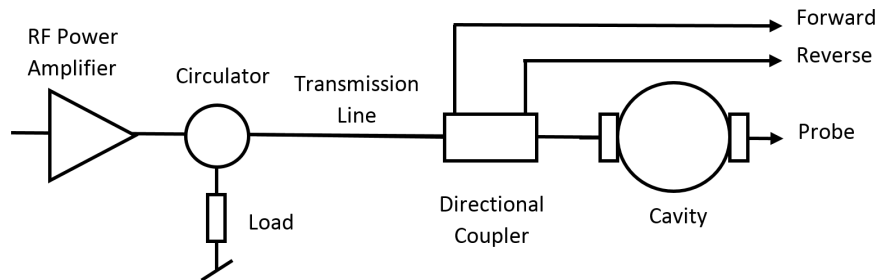 Forward
RF Power
Amplifier
Reverse
Circulator
Transmission
Line
Probe
Directional
Coupler
Cavity
Load